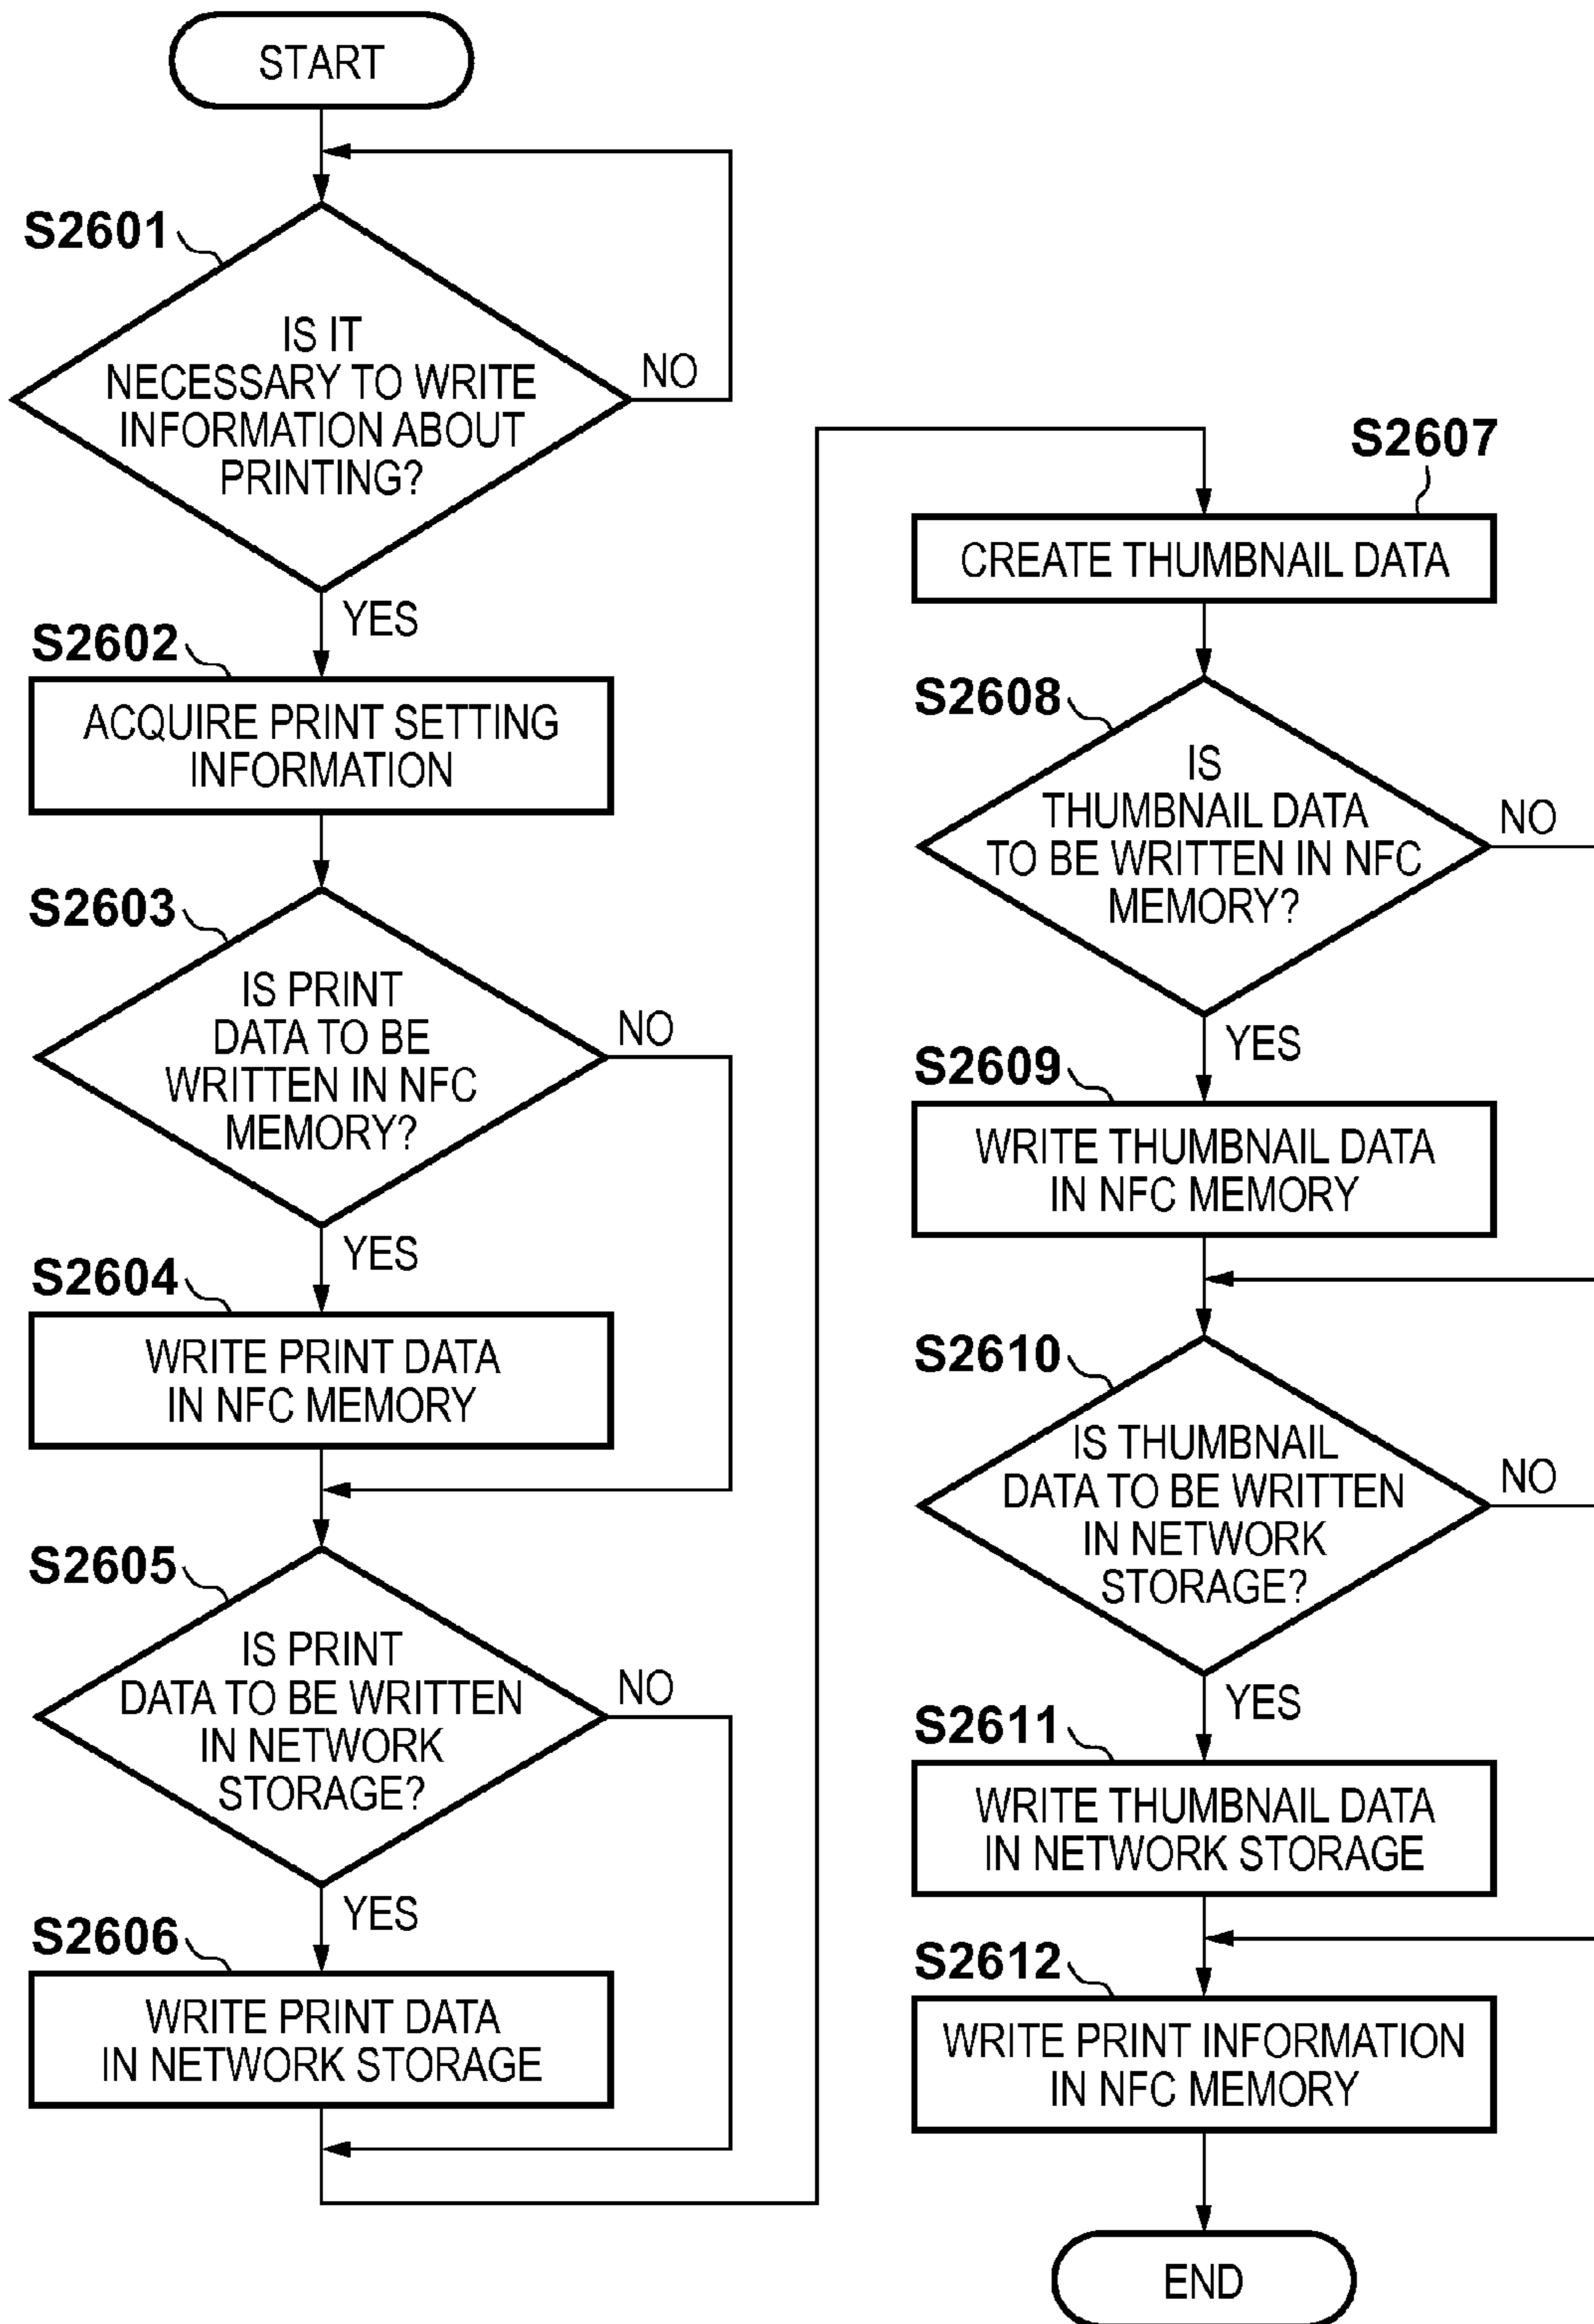 START
S2601
IS IT
NECESSARY TO WRITE
INFORMATION ABOUT
PRINTING?
NO
YES
S2602
ACQUIRE PRINT SETTING
INFORMATION
S2603
IS PRINT
DATA TO BE
WRITTEN IN NFC
MEMORY?
NO
YES
S2604
WRITE PRINT DATA
IN NFC MEMORY
S2605
IS PRINT
DATA TO BE WRITTEN
IN NETWORK
STORAGE?
NO
YES
S2606
WRITE PRINT DATA
IN NETWORK STORAGE
S2607
CREATE THUMBNAIL DATA
S2608
IS
THUMBNAIL DATA
TO BE WRITTEN IN NFC
MEMORY?
NO
YES
S2609
WRITE THUMBNAIL DATA
IN NFC MEMORY
S2610
IS THUMBNAIL
DATA TO BE WRITTEN
IN NETWORK
STORAGE?
NO
YES
S2611
WRITE THUMBNAIL DATA
IN NETWORK STORAGE
S2612
WRITE PRINT INFORMATION
IN NFC MEMORY
END